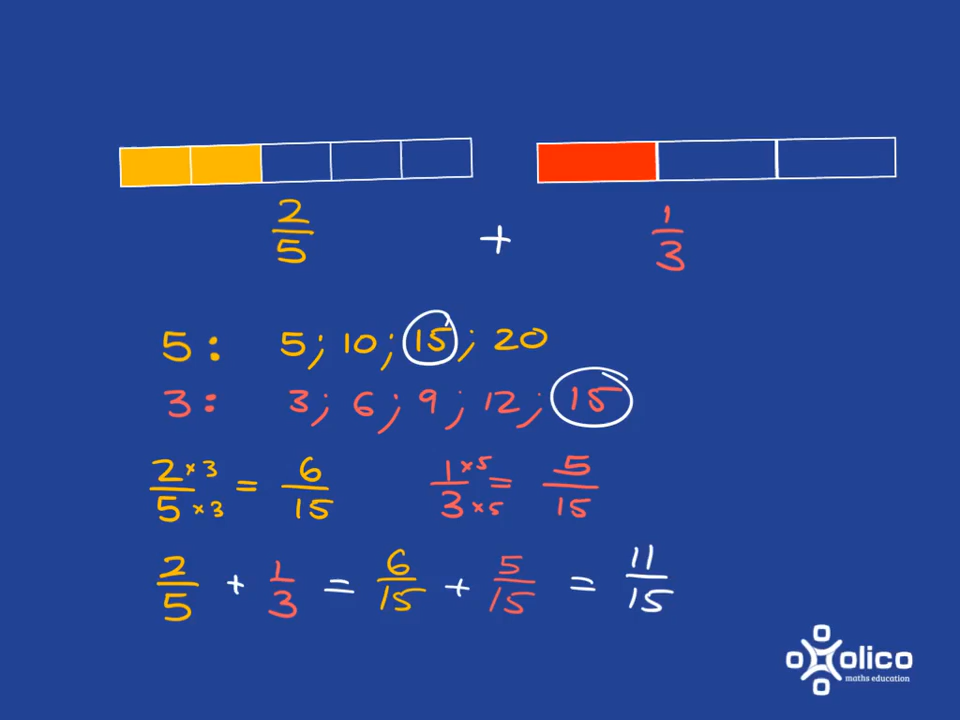 2/5 + 1/3
5: 5; 10; 15; 20
3: 3; 6; 9; 12; 15
2×3/5×3 = 6/15
1×5/3×5 = 5/15
2/5 + 1/3 = 6/15 + 5/15 = 11/15
olico
maths education